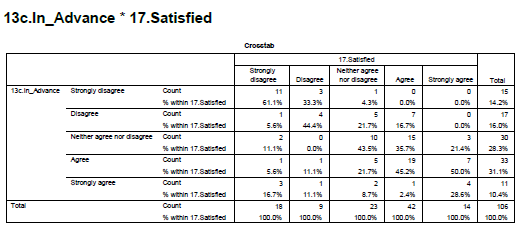 13c.In_Advance * 17.Satisfied
Crosstab
17.Satisfied
Strongly disagree Disagree Neither agree nor disagree Agree Strongly agree Total
13c.In_Advance Strongly disagree Count 11 3 1 0 0 15
% within 17.Satisfied 61.1% 33.3% 4.3% 0.0% 0.0% 14.2%
Disagree Count 1 4 5 7 0 17
% within 17.Satisfied 5.6% 44.4% 21.7% 16.7% 0.0% 16.0%
Neither agree nor disagree Count 2 0 10 15 3 30
% within 17.Satisfied 11.1% 0.0% 43.5% 35.7% 21.4% 28.3%
Agree Count 1 1 5 19 7 33
% within 17.Satisfied 5.6% 11.1% 21.7% 45.2% 50.0% 31.1%
Strongly agree Count 3 1 2 1 4 11
% within 17.Satisfied 16.7% 11.1% 8.7% 2.4% 28.6% 10.4%
Total Count 18 9 23 42 14 106
% within 17.Satisfied 100.0% 100.0% 100.0% 100.0% 100.0% 100.0%